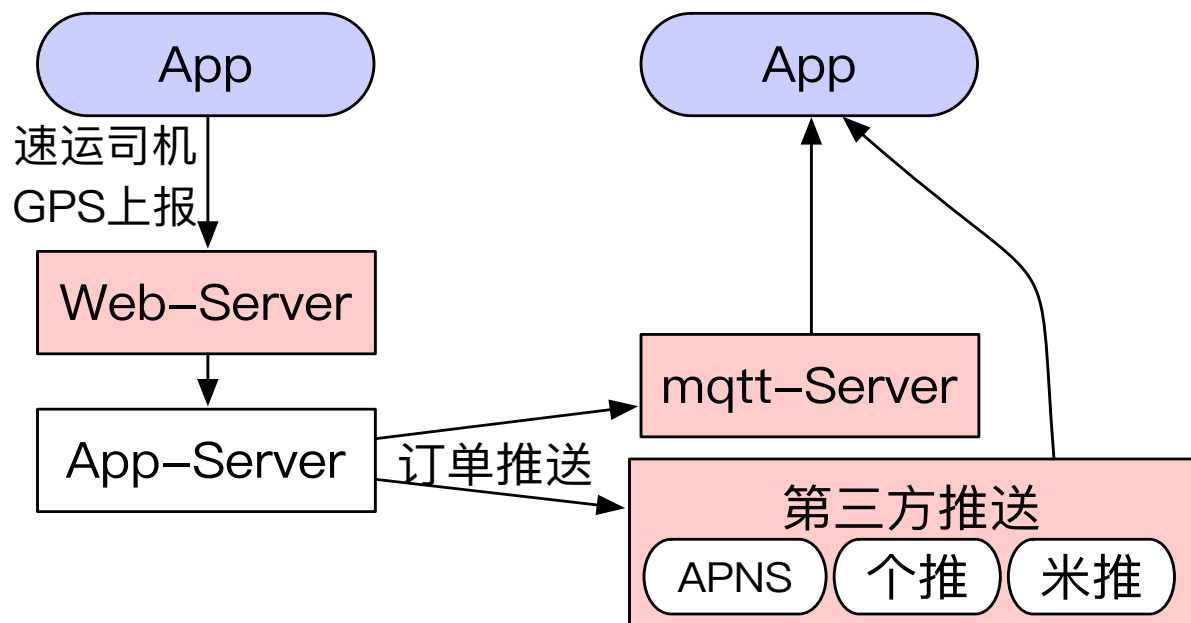 App
App
速运司机
GPS上报
Web-Server
mqtt-Server
App-Server
订单推送
第三方推送
APNS
个推
米推